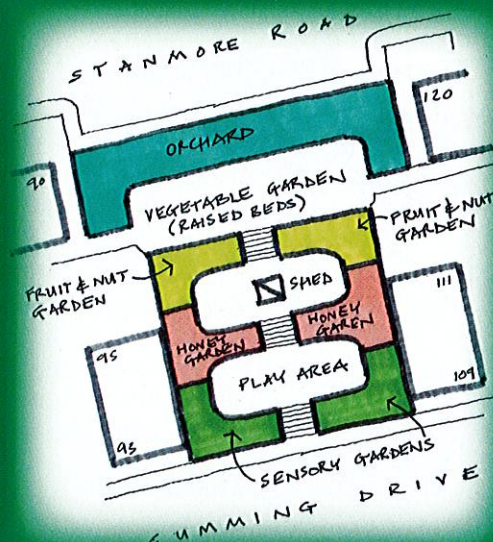 STANMORE ROAD
120
ORCHARD
90
VEGETABLE GARDEN
(RAISED BEDS)
FRUIT & NUT
GARDEN
FRUIT & NUT
GARDEN
SHED
111
HONEY
GARDEN
HONEY
GAREN
95
PLAY AREA
109
93
SENSORY GARDENS
CUMMING DRIVE